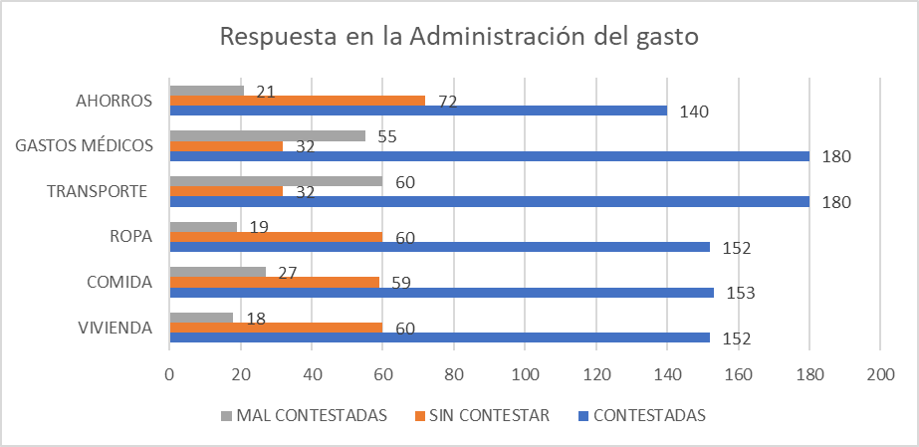 Respuesta en la Administración del gasto
AHORROS 21 72 140
GASTOS MÉDICOS 55 32 180
TRANSPORTE 60 32 180
ROPA 19 60 152
COMIDA 27 59 153
VIVIENDA 18 60 152
0 20 40 60 80 100 120 140 160 180 200
MAL CONTESTADAS SIN CONTESTAR CONTESTADAS